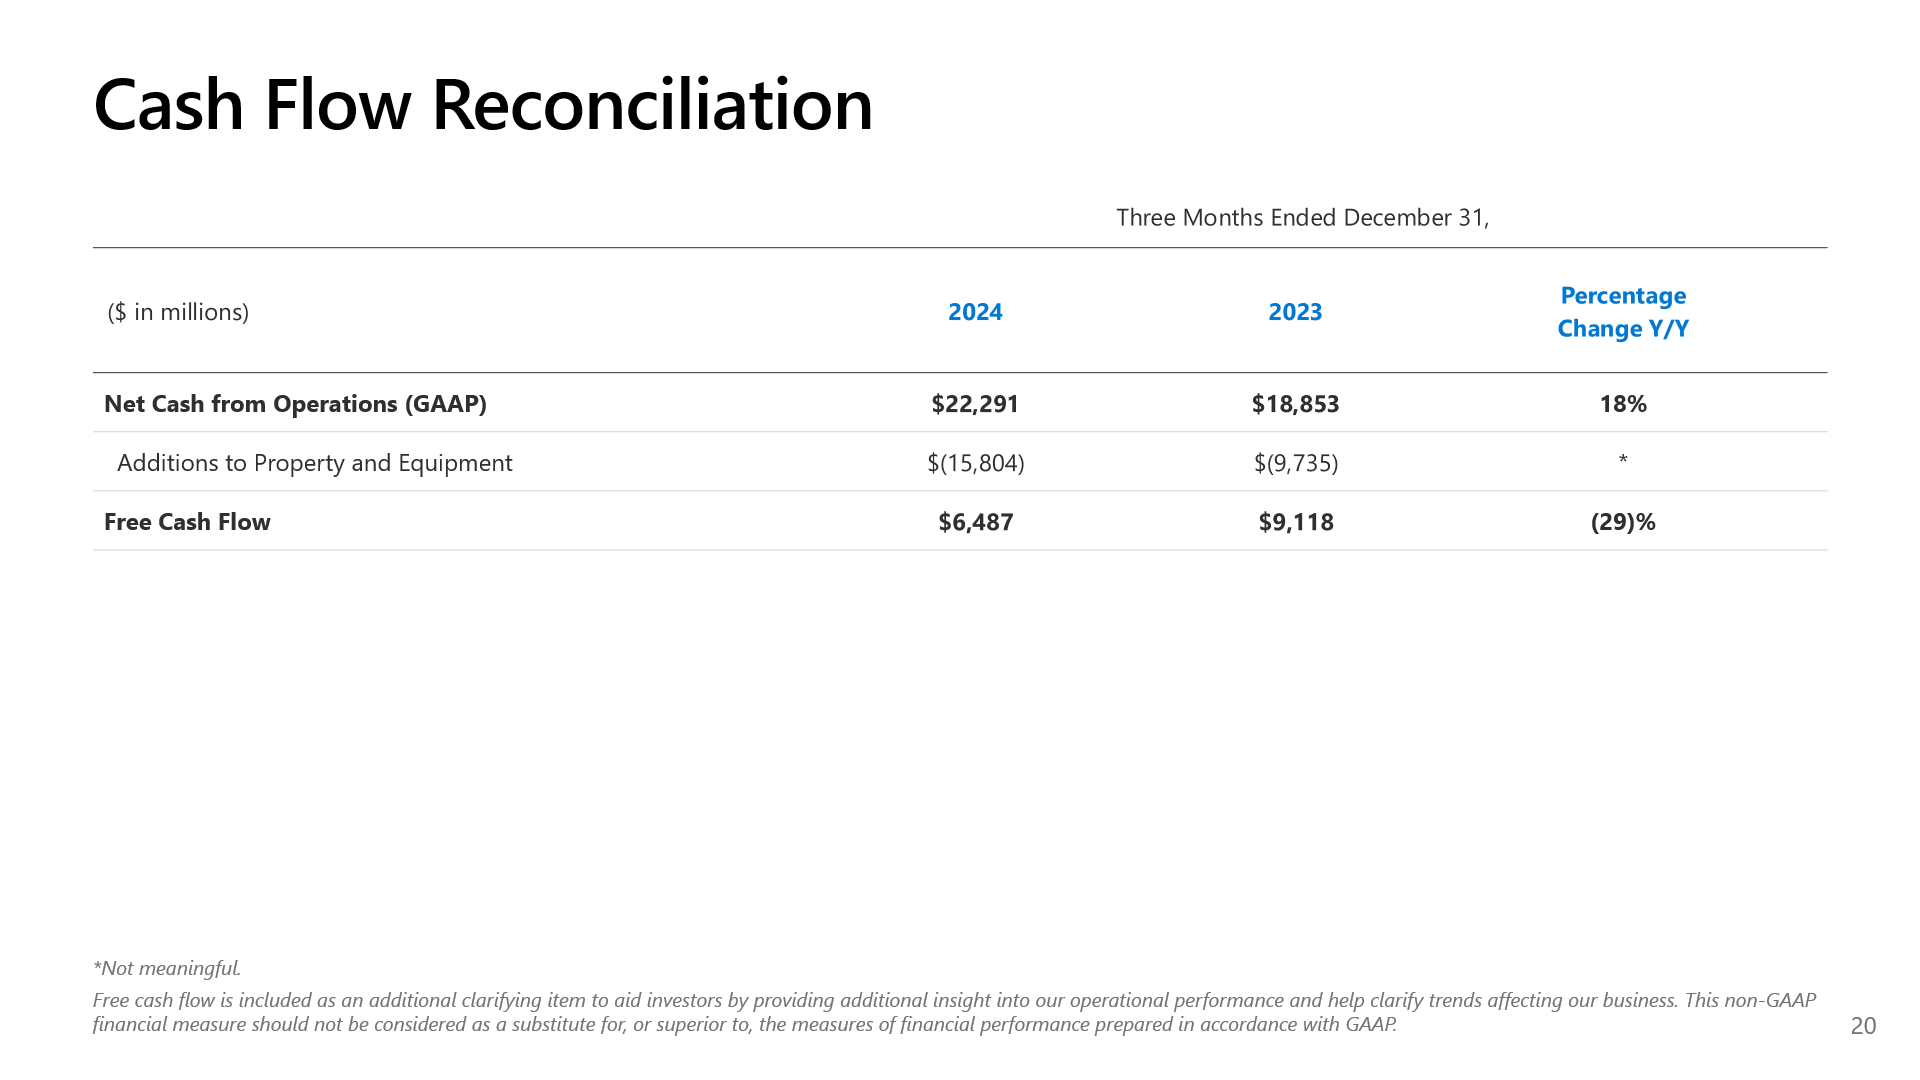 Cash Flow Reconciliation
Three Months Ended December 31,
($ in millions) 2024 2023 Percentage Change Y/Y
Net Cash from Operations (GAAP) $22,291 $18,853 18%
Additions to Property and Equipment $(15,804) $(9,735) *
Free Cash Flow $6,487 $9,118 (29)%
*Not meaningful.
Free cash flow is included as an additional clarifying item to aid investors by providing additional insight into our operational performance and help clarify trends affecting our business. This non-GAAP
financial measure should not be considered as a substitute for, or superior to, the measures of financial performance prepared in accordance with GAAP.
20